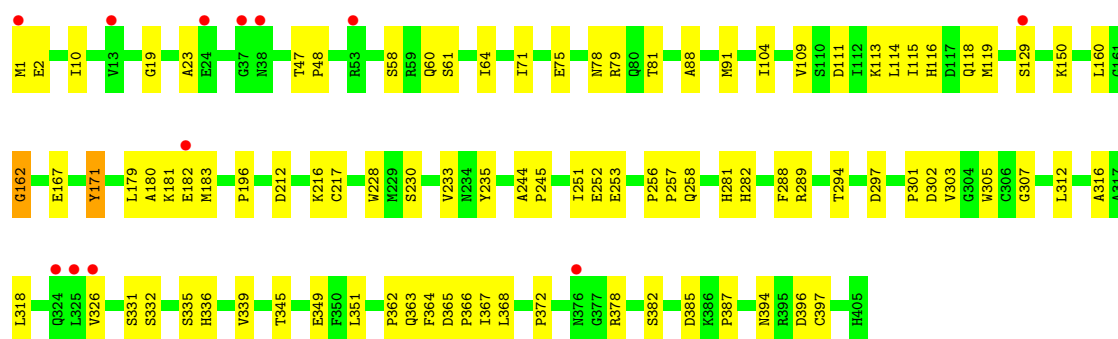 M1 E2 I10 V13 G19 A23 E24 G37 N38 T47 P48 R53 S58 R59 Q60 S61 I64 I71 E75 N78 R79 Q80 T81 A88 M91 I104 V109 S110 D111 I112 K113 L114 I115 H116 D117 Q118 M119 S129 K150 L160 G161
G162 E167 Y171 L179 A180 K181 E182 M183 P196 D212 K216 C217 W228 M229 S230 V233 N234 Y235 A244 P245 I251 E252 E253 P256 P257 Q258 H281 H282 F288 R289 T294 D297 P301 D302 V303 G304 W305 C306 G307 L312 A316 A317
L318 Q324 L325 V326 S331 S332 S335 H336 V339 T345 E349 F350 L351 P362 Q363 F364 D365 P366 I367 L368 P372 N376 G377 R378 S382 D385 K386 P387 N394 R395 D396 C397 H405